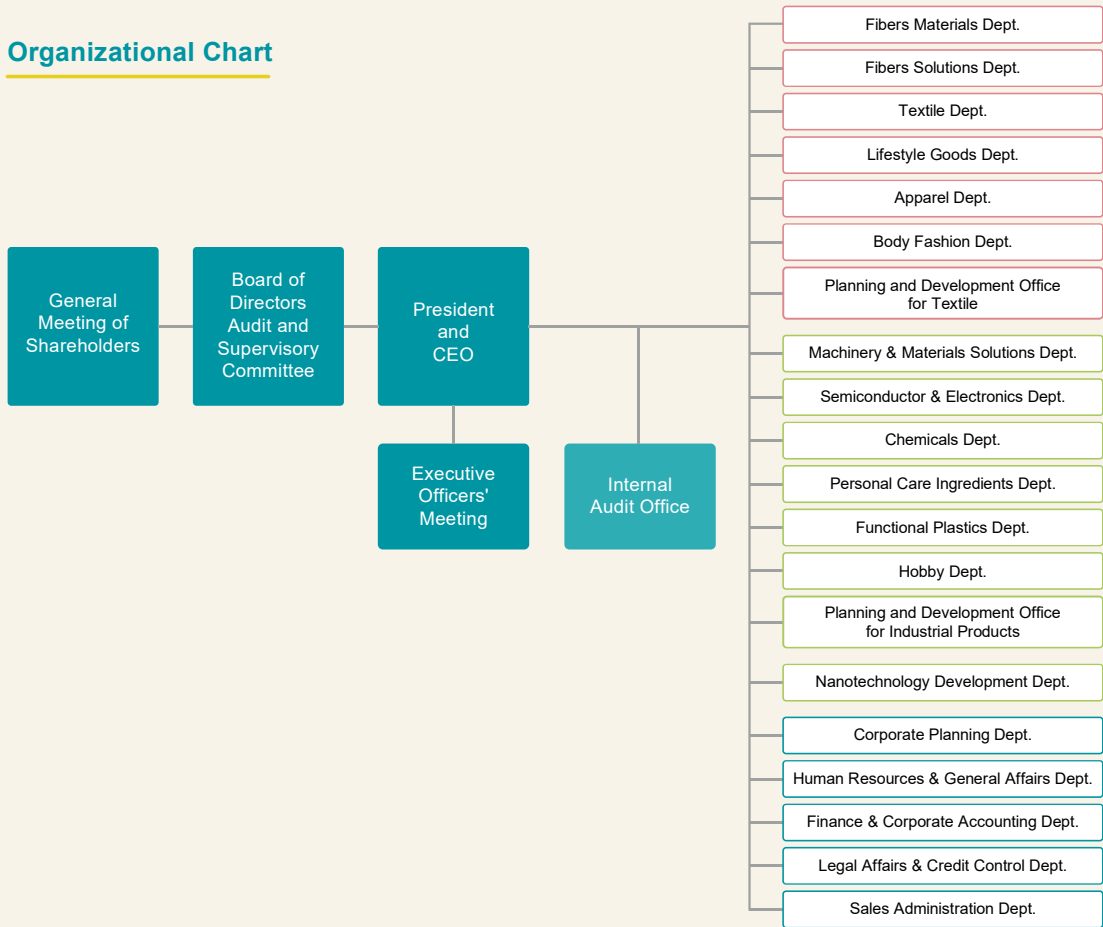 Organizational Chart
General
Meeting of
Shareholders
Board of
Directors
Audit and
Supervisory
Committee
President
and
CEO
Executive
Officers'
Meeting
Internal
Audit Office
Fibers Materials Dept.
Fibers Solutions Dept.
Textile Dept.
Lifestyle Goods Dept.
Apparel Dept.
Body Fashion Dept.
Planning and Development Office
for Textile
Machinery & Materials Solutions Dept.
Semiconductor & Electronics Dept.
Chemicals Dept.
Personal Care Ingredients Dept.
Functional Plastics Dept.
Hobby Dept.
Planning and Development Office
for Industrial Products
Nanotechnology Development Dept.
Corporate Planning Dept.
Human Resources & General Affairs Dept.
Finance & Corporate Accounting Dept.
Legal Affairs & Credit Control Dept.
Sales Administration Dept.